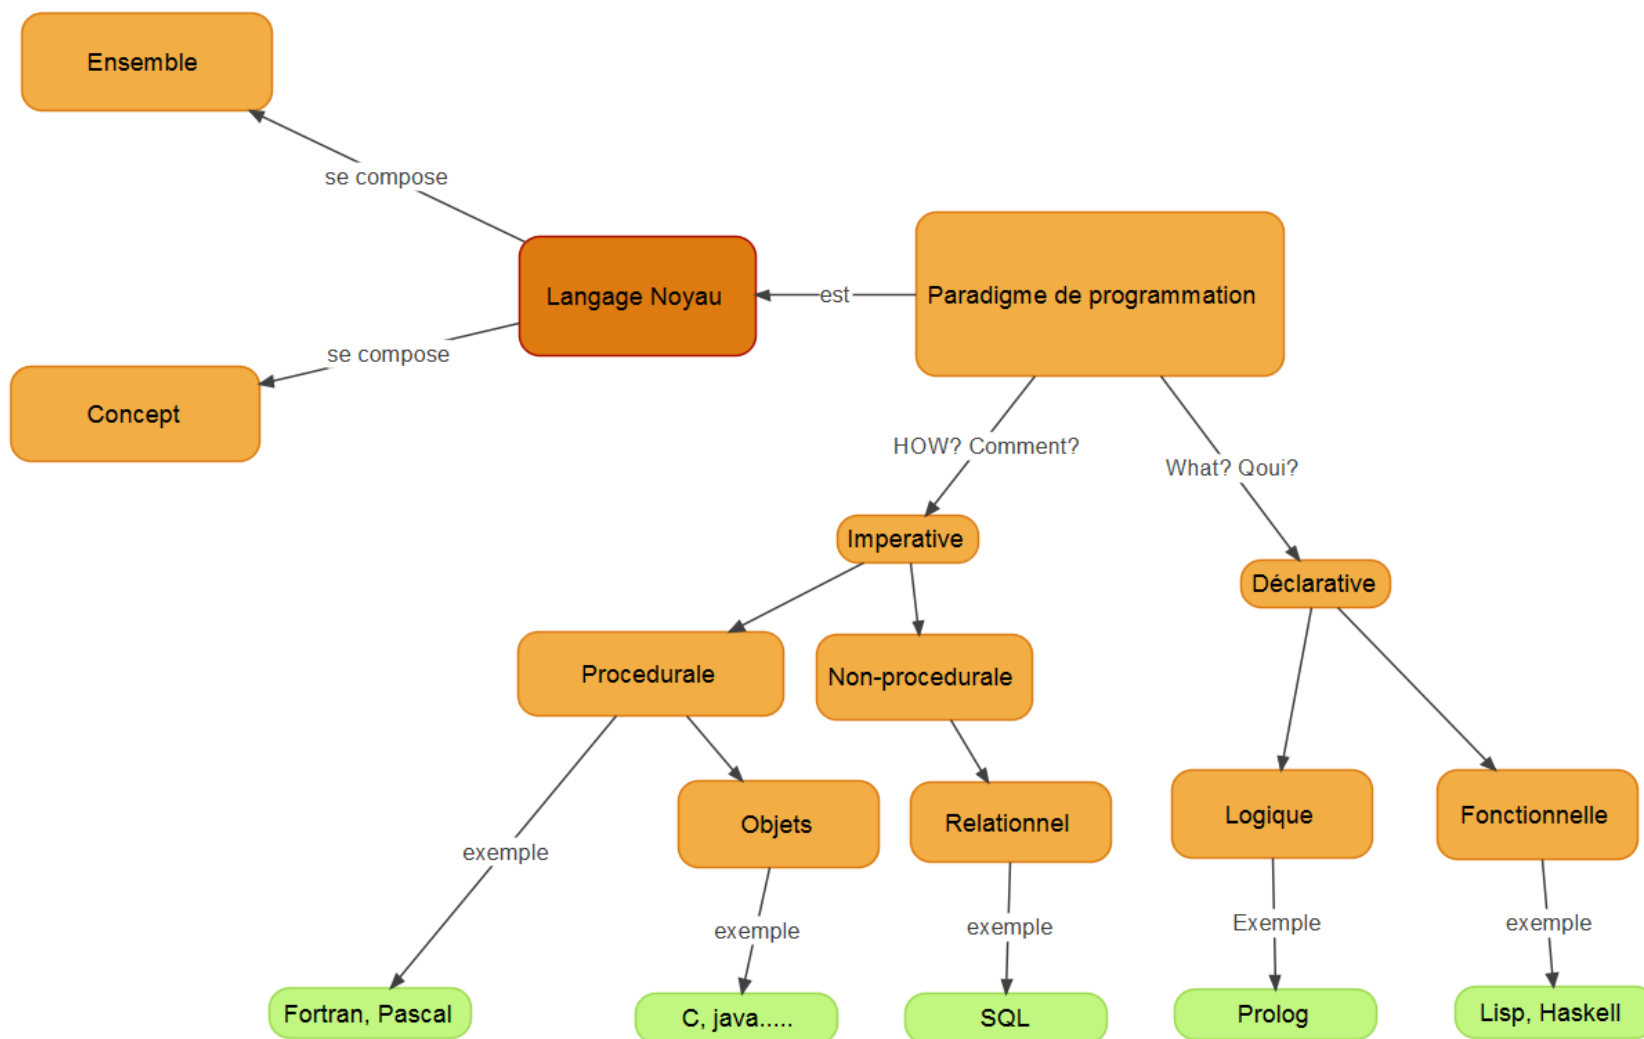 Ensemble
se compose
Langage Noyau
est
Paradigme de programmation
se compose
Concept
HOW? Comment?
What? Qoui?
Imperative
Déclarative
Procedurale
Non-procedurale
Objets
Relationnel
Logique
Fonctionnelle
exemple
exemple
exemple
Exemple
exemple
Fortran, Pascal
C, java.....
SQL
Prolog
Lisp, Haskell